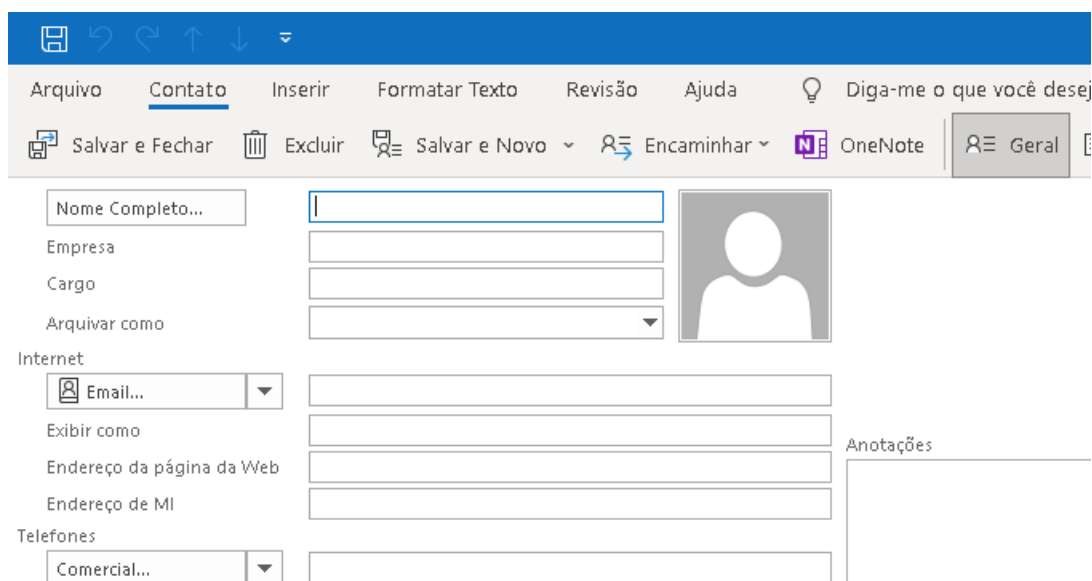 Arquivo Contato Inserir Formatar Texto Revisão Ajuda Diga-me o que você desej
Salvar e Fechar Excluir Salvar e Novo Encaminhar OneNote Geral
Nome Completo...
Empresa
Cargo
Arquivar como
Internet
Email...
Exibir como
Anotações
Endereço da página da Web
Endereço de MI
Telefones
Comercial...